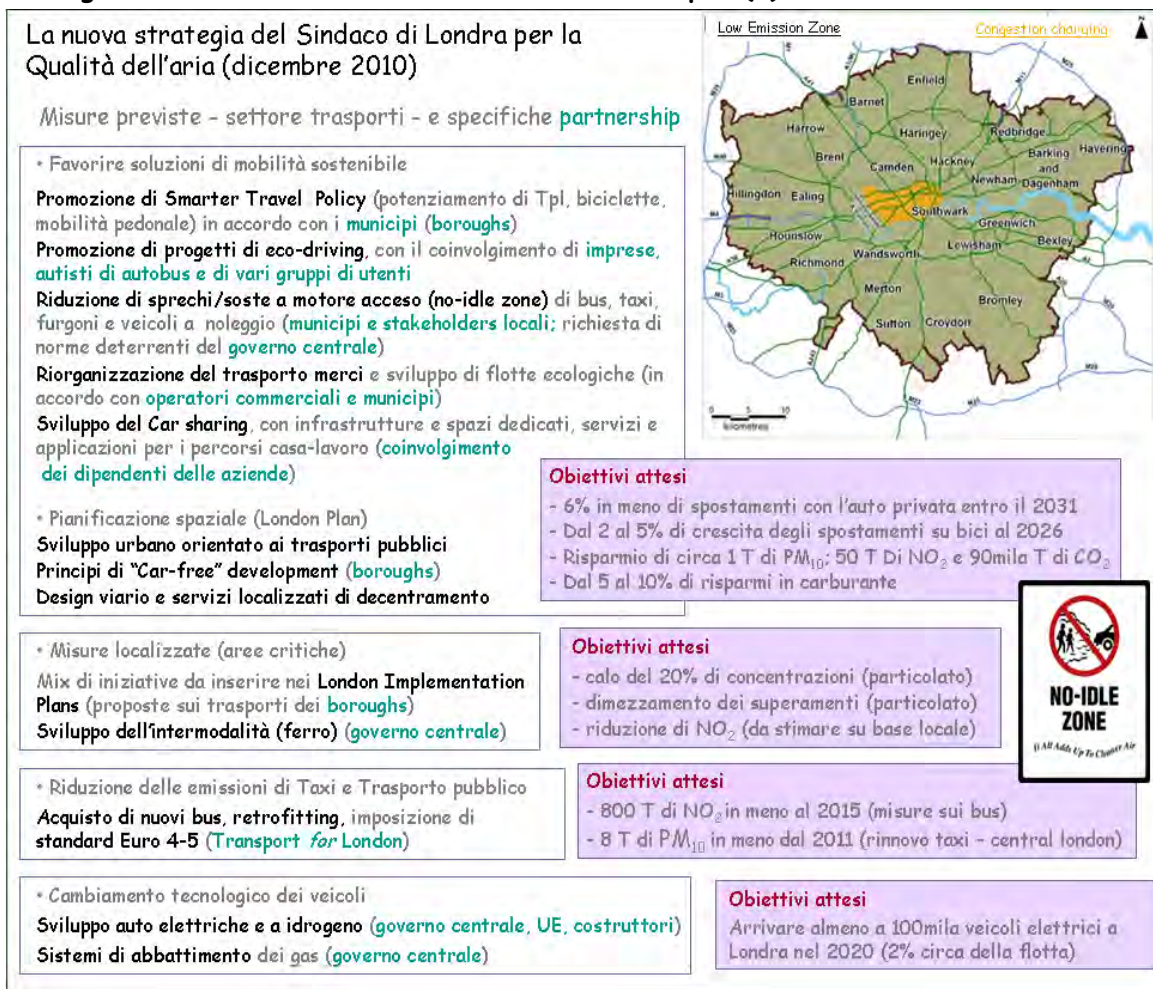 La nuova strategia del Sindaco di Londra per la
Qualità dell'aria (dicembre 2010)
Misure previste - settore trasporti - e specifiche partnership
• Favorire soluzioni di mobilità sostenibile
Promozione di Smarter Travel Policy (potenziamento di Tpl, biciclette,
mobilità pedonale) in accordo con i municipi (boroughs)
Promozione di progetti di eco-driving, con il coinvolgimento di imprese,
autisti di autobus e di vari gruppi di utenti
Riduzione di sprechi/soste a motore acceso (no-idle zone) di bus, taxi,
furgoni e veicoli a noleggio (municipi e stakeholders locali; richiesta di
norme deterrenti del governo centrale)
Riorganizzazione del trasporto merci e sviluppo di flotte ecologiche (in
accordo con operatori commerciali e municipi)
Sviluppo del Car sharing, con infrastrutture e spazi dedicati, servizi e
applicazioni per i percorsi casa-lavoro (coinvolgimento
dei dipendenti delle aziende)
• Pianificazione spaziale (London Plan)
Sviluppo urbano orientato ai trasporti pubblici
Principi di "Car-free" development (boroughs)
Design viario e servizi localizzati di decentramento
Low Emission Zone
Congestion charging
Enfield
Barnet
Harrow
Haringey
Redbridge
Brent
Camden
Hackney
Barking
and
Dagenham
Havering
Newham
Hillingdon
Ealing
Southwark
Greenwich
Hounslow
Bexley
Lewisham
Wandsworth
Richmond
Merton
Bromley
Sutton
Croydon
0 5 10
kilometres
Obiettivi attesi
- 6% in meno di spostamenti con l'auto privata entro il 2031
- Dal 2 al 5% di crescita degli spostamenti su bici al 2026
- Risparmio di circa 1 T di PM10; 50 T Di NO2 e 90mila T di CO2
- Dal 5 al 10% di risparmi in carburante
• Misure localizzate (aree critiche)
Mix di iniziative da inserire nei London Implementation
Plans (proposte sui trasporti dei boroughs)
Sviluppo dell'intermodalità (ferro) (governo centrale)
Obiettivi attesi
- calo del 20% di concentrazioni (particolato)
- dimezzamento dei superamenti (particolato)
- riduzione di NO2 (da stimare su base locale)
NO-IDLE
ZONE
It All Adds Up To Cleaner Air
• Riduzione delle emissioni di Taxi e Trasporto pubblico
Acquisto di nuovi bus, retrofitting, imposizione di
standard Euro 4-5 (Transport for London)
Obiettivi attesi
- 800 T di NO2 in meno al 2015 (misure sui bus)
- 8 T di PM10 in meno dal 2011 (rinnovo taxi - central london)
• Cambiamento tecnologico dei veicoli
Sviluppo auto elettriche e a idrogeno (governo centrale, UE, costruttori)
Sistemi di abbattimento dei gas (governo centrale)
Obiettivi attesi
Arrivare almeno a 100mila veicoli elettrici a
Londra nel 2020 (2% circa della flotta)